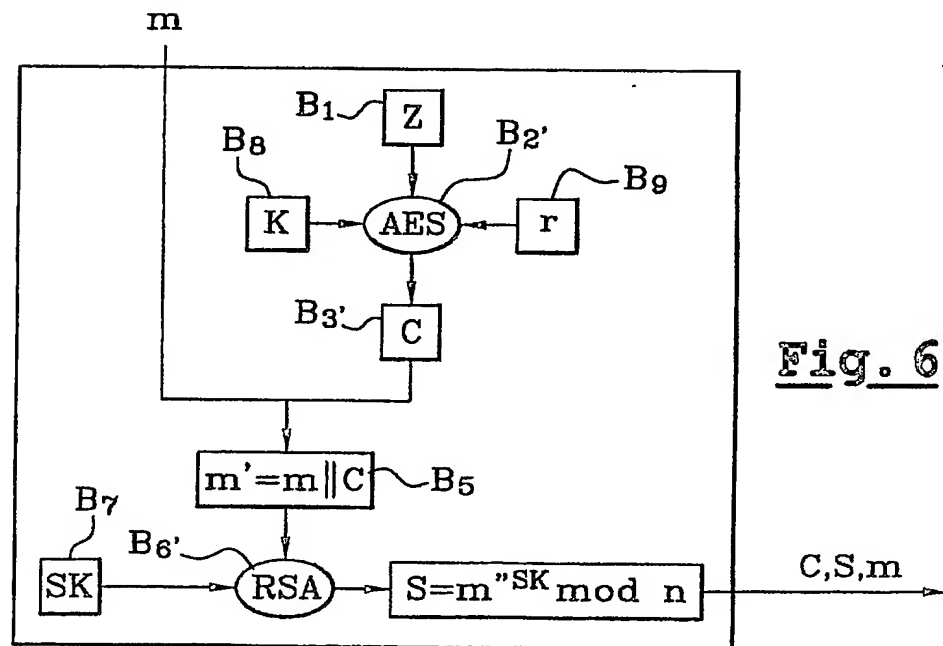 m
B1 Z
B8 B2' B9
K AES r
B3' C
Fig. 6
m'=m||C B5
B7 B6'
SK RSA S=m"SK mod n C,S,m